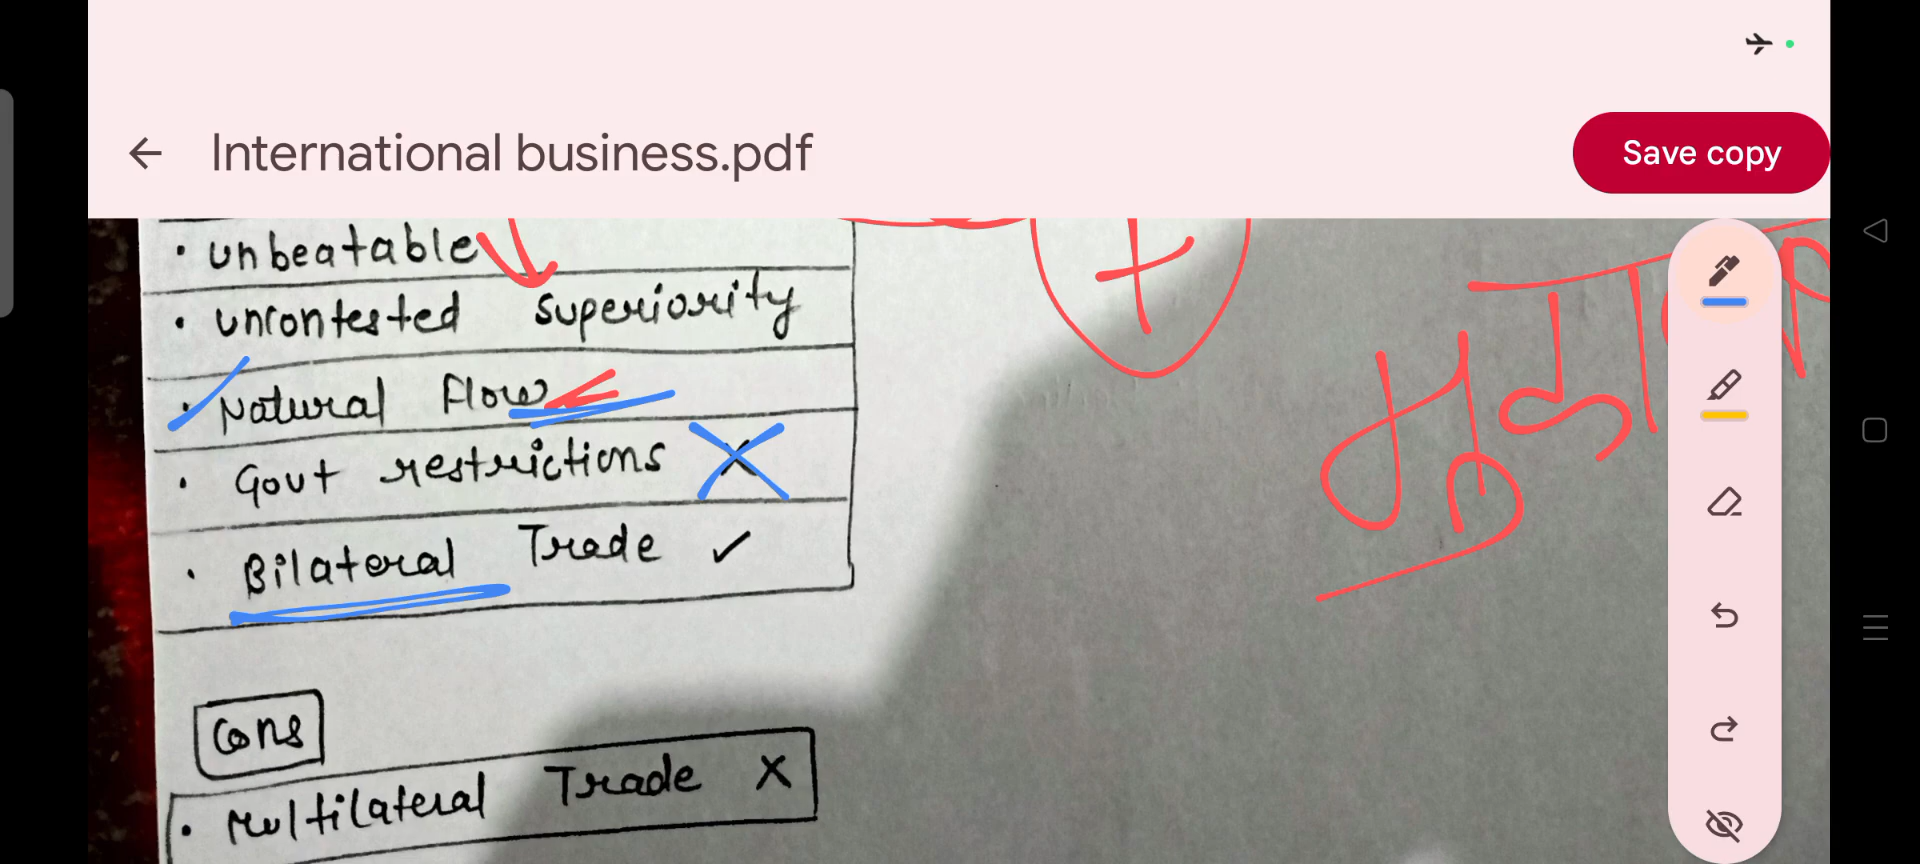 International business.pdf
Save copy
• unbeatable
• uncontested superiority
• Natural Flow
• Govt restrictions X
• Bilateral Trade ✓
Cons
• Multilateral Trade X